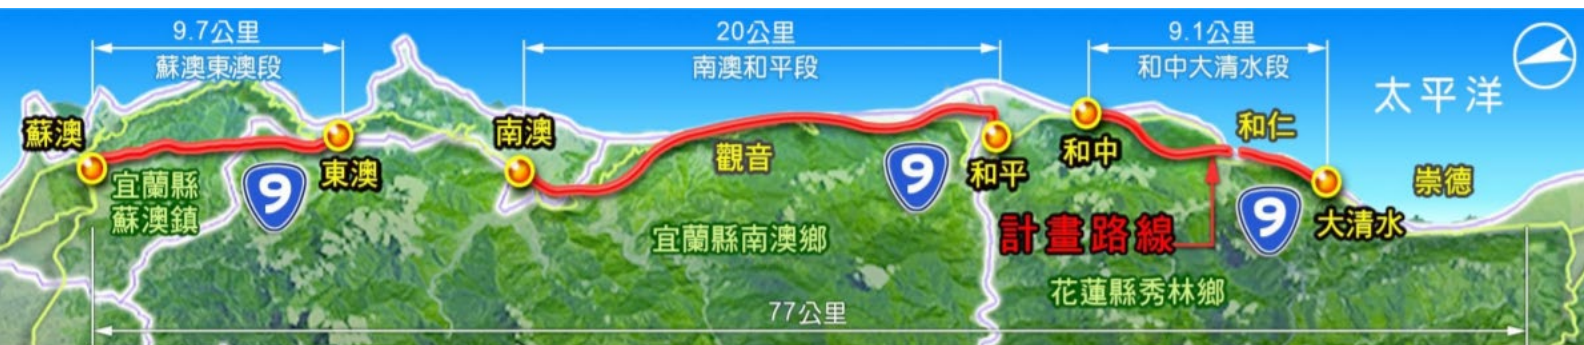 9.7公里
蘇澳東澳段
20公里
南澳和平段
9.1公里
和中大清水段
太平洋
蘇澳
東澳
南澳
觀音
和平
和中
和仁
大清水
崇德
宜蘭縣
蘇澳鎮
9
宜蘭縣南澳鄉
9
計畫路線
9
花蓮縣秀林鄉
77公里